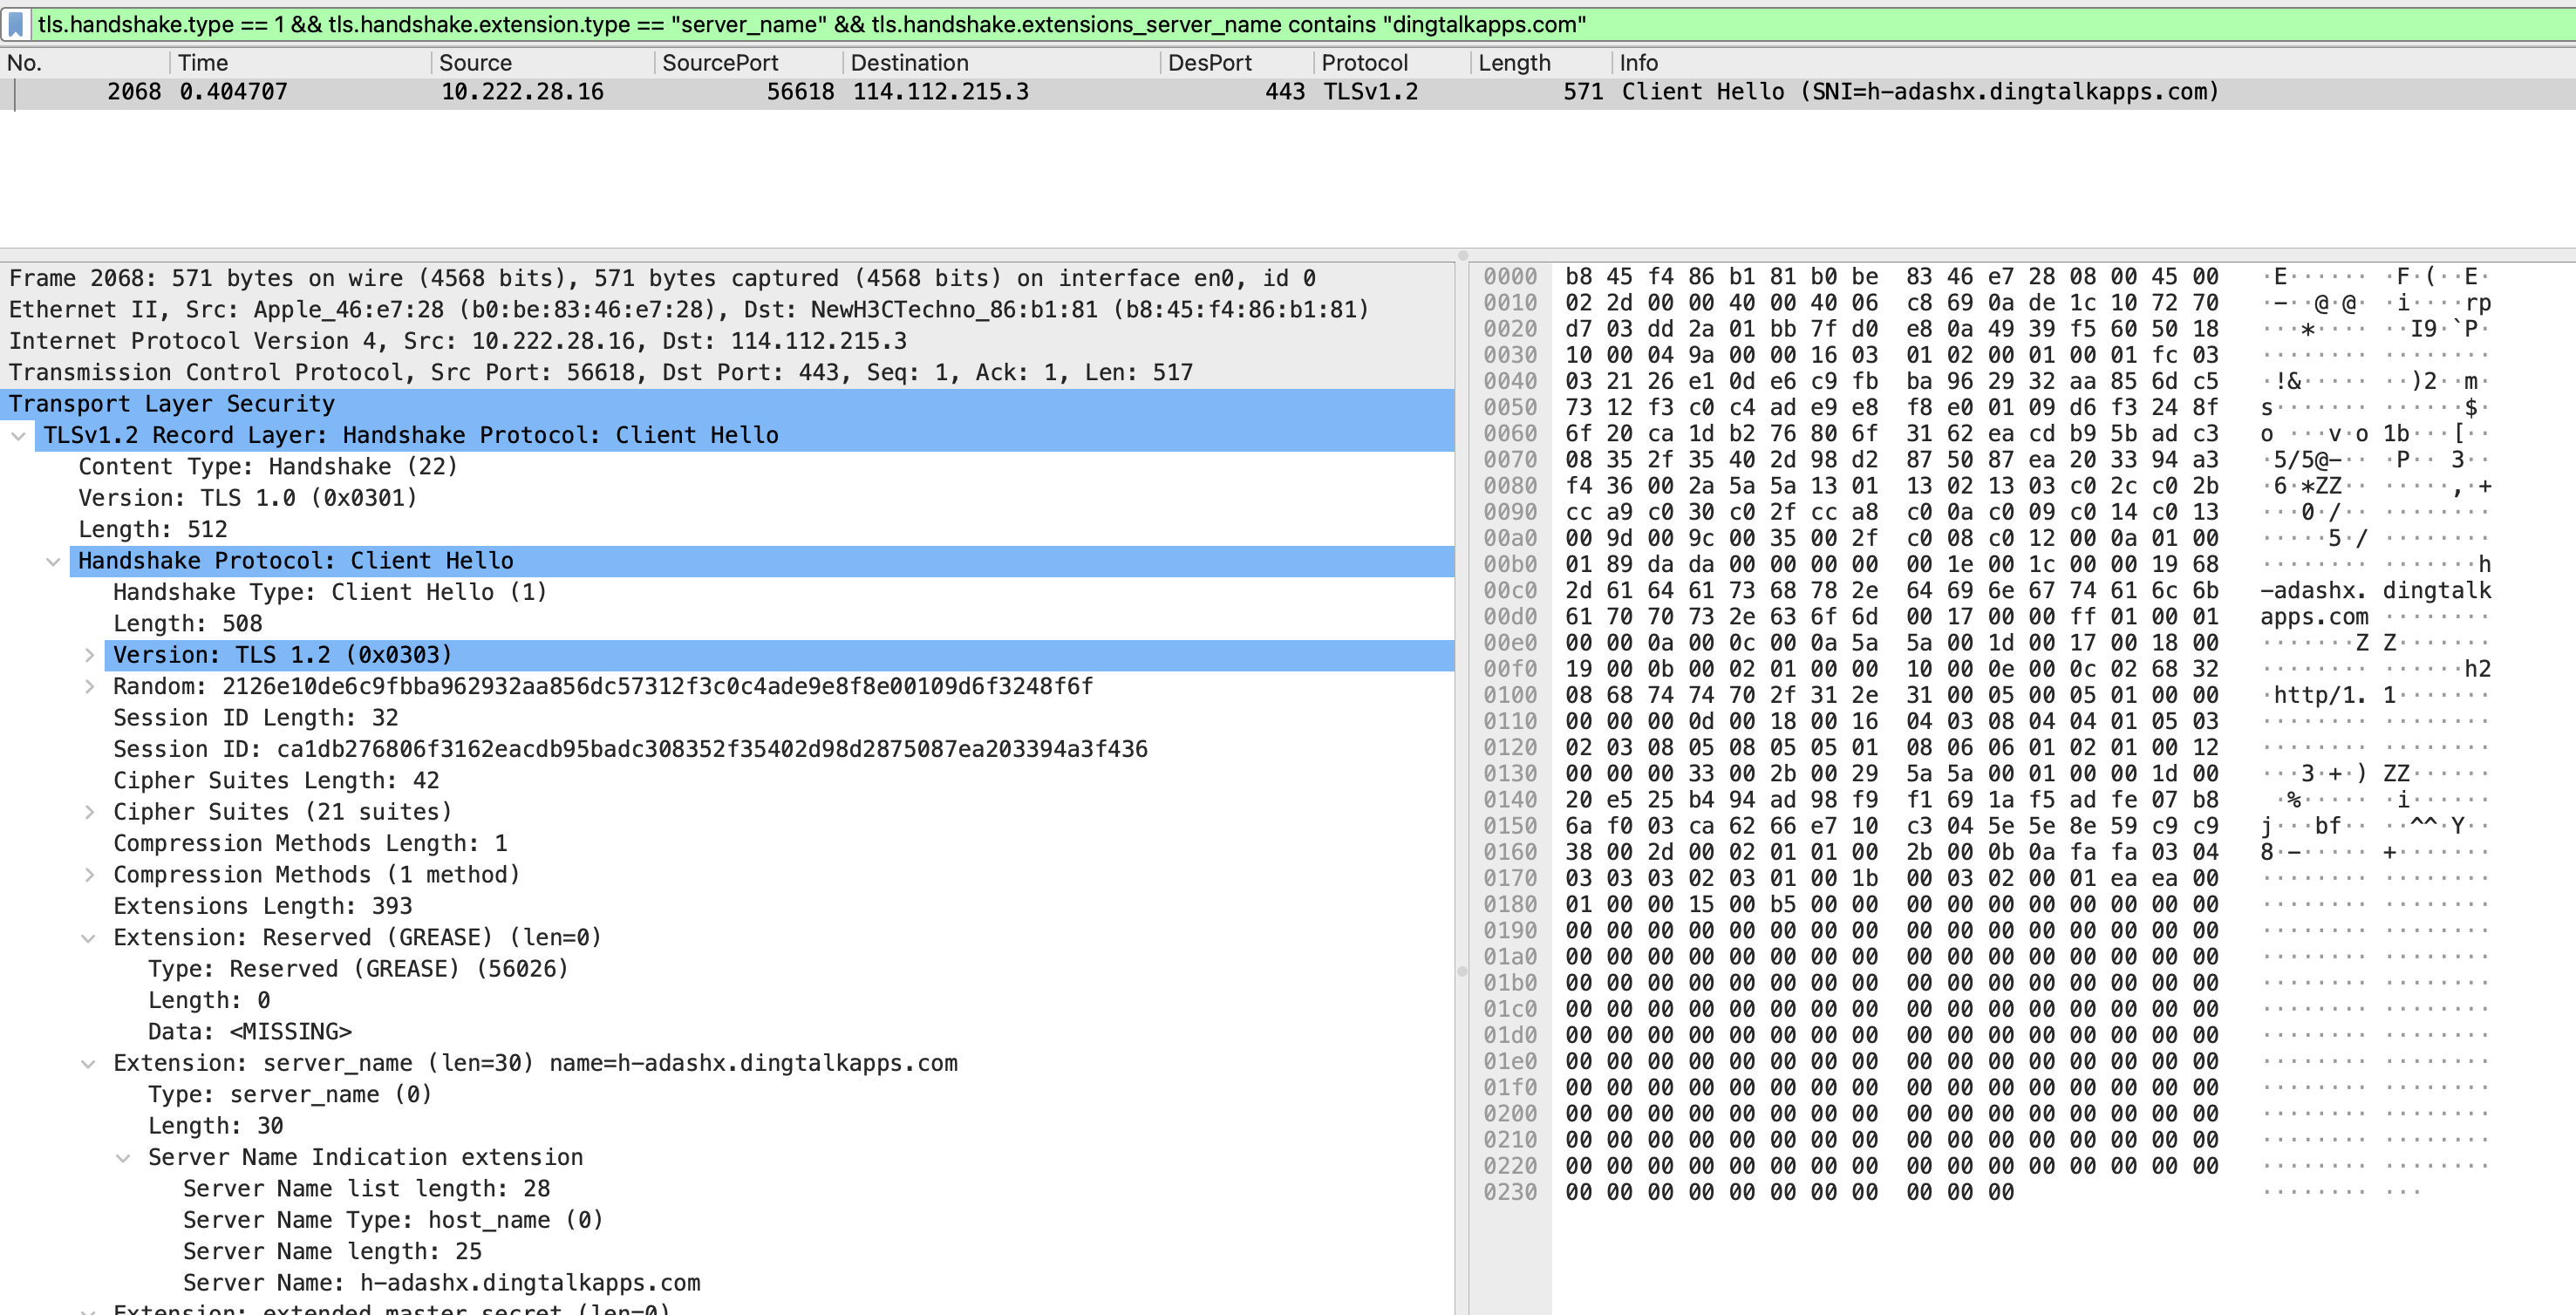 tls.handshake.type == 1 && tls.handshake.extension.type == "server_name" && tls.handshake.extensions_server_name contains "dingtalkapps.com"
No. Time Source SourcePort Destination DesPort Protocol Length Info
2068 0.404707 10.222.28.16 56618 114.112.215.3 443 TLSv1.2 571 Client Hello (SNI=h-adashx.dingtalkapps.com)
Frame 2068: 571 bytes on wire (4568 bits), 571 bytes captured (4568 bits) on interface en0, id 0
Ethernet II, Src: Apple_46:e7:28 (b0:be:83:46:e7:28), Dst: NewH3CTechno_86:b1:81 (b8:45:f4:86:b1:81)
Internet Protocol Version 4, Src: 10.222.28.16, Dst: 114.112.215.3
Transmission Control Protocol, Src Port: 56618, Dst Port: 443, Seq: 1, Ack: 1, Len: 517
Transport Layer Security
TLSv1.2 Record Layer: Handshake Protocol: Client Hello
Content Type: Handshake (22)
Version: TLS 1.0 (0x0301)
Length: 512
Handshake Protocol: Client Hello
Handshake Type: Client Hello (1)
Length: 508
Version: TLS 1.2 (0x0303)
Random: 2126e10de6c9fbba962932aa856dc57312f3c0c4ade9e8f8e00109d6f3248f6f
Session ID Length: 32
Session ID: ca1db276806f3162eacdb95badc308352f35402d98d2875087ea203394a3f436
Cipher Suites Length: 42
Cipher Suites (21 suites)
Compression Methods Length: 1
Compression Methods (1 method)
Extensions Length: 393
Extension: Reserved (GREASE) (len=0)
Type: Reserved (GREASE) (56026)
Length: 0
Data: <MISSING>
Extension: server_name (len=30) name=h-adashx.dingtalkapps.com
Type: server_name (0)
Length: 30
Server Name Indication extension
Server Name list length: 28
Server Name Type: host_name (0)
Server Name length: 25
Server Name: h-adashx.dingtalkapps.com
Extension: extended_master_secret (len=0)
0000 b8 45 f4 86 b1 81 b0 be 83 46 e7 28 08 00 45 00 ·E······ ·F·(··E·
0010 02 2d 00 00 40 00 40 06 c8 69 0a de 1c 10 72 70 ·-··@·@· ·i····rp
0020 d7 03 dd 2a 01 bb 7f d0 e8 0a 49 39 f5 60 50 18 ···*···· ··I9·`P·
0030 10 00 04 9a 00 00 16 03 01 02 00 01 00 01 fc 03 ········ ········
0040 03 21 26 e1 0d e6 c9 fb ba 96 29 32 aa 85 6d c5 ·!&····· ··)2··m·
0050 73 12 f3 c0 c4 ad e9 e8 f8 e0 01 09 d6 f3 24 8f s······· ······$·
0060 6f 20 ca 1d b2 76 80 6f 31 62 ea cd b9 5b ad c3 o ···v·o 1b···[··
0070 08 35 2f 35 40 2d 98 d2 87 50 87 ea 20 33 94 a3 ·5/5@-·· ·P·· 3··
0080 f4 36 00 2a 5a 5a 13 01 13 02 13 03 c0 2c c0 2b ·6·*ZZ·· ·····,·+
0090 cc a9 c0 30 c0 2f cc a8 c0 0a c0 09 c0 14 c0 13 ···0·/·· ········
00a0 00 9d 00 9c 00 35 00 2f c0 08 c0 12 00 0a 01 00 ·····5·/ ········
00b0 01 89 da da 00 00 00 00 00 1e 00 1c 00 00 19 68 ········ ·······h
00c0 2d 61 64 61 73 68 78 2e 64 69 6e 67 74 61 6c 6b -adashx. dingtalk
00d0 61 70 70 73 2e 63 6f 6d 00 17 00 00 ff 01 00 01 apps.com ········
00e0 00 00 0a 00 0c 00 0a 5a 5a 00 1d 00 17 00 18 00 ·······Z Z·······
00f0 19 00 0b 00 02 01 00 00 10 00 0e 00 0c 02 68 32 ········ ······h2
0100 08 68 74 74 70 2f 31 2e 31 00 05 00 05 01 00 00 ·http/1. 1·······
0110 00 00 00 0d 00 18 00 16 04 03 08 04 04 01 05 03 ········ ········
0120 02 03 08 05 08 05 05 01 08 06 06 01 02 01 00 12 ········ ········
0130 00 00 00 33 00 2b 00 29 5a 5a 00 01 00 00 1d 00 ···3·+·) ZZ······
0140 20 e5 25 b4 94 ad 98 f9 f1 69 1a f5 ad fe 07 b8  ·%····· ·i······
0150 6a f0 03 ca 62 66 e7 10 c3 04 5e 5e 8e 59 c9 c9 j···bf·· ··^^·Y··
0160 38 00 2d 00 02 01 01 00 2b 00 0b 0a fa fa 03 04 8·-····· +·······
0170 03 03 03 02 03 01 00 1b 00 03 02 00 01 ea ea 00 ········ ········
0180 01 00 00 15 00 b5 00 00 00 00 00 00 00 00 00 00 ········ ········
0190 00 00 00 00 00 00 00 00 00 00 00 00 00 00 00 00 ········ ········
01a0 00 00 00 00 00 00 00 00 00 00 00 00 00 00 00 00 ········ ········
01b0 00 00 00 00 00 00 00 00 00 00 00 00 00 00 00 00 ········ ········
01c0 00 00 00 00 00 00 00 00 00 00 00 00 00 00 00 00 ········ ········
01d0 00 00 00 00 00 00 00 00 00 00 00 00 00 00 00 00 ········ ········
01e0 00 00 00 00 00 00 00 00 00 00 00 00 00 00 00 00 ········ ········
01f0 00 00 00 00 00 00 00 00 00 00 00 00 00 00 00 00 ········ ········
0200 00 00 00 00 00 00 00 00 00 00 00 00 00 00 00 00 ········ ········
0210 00 00 00 00 00 00 00 00 00 00 00 00 00 00 00 00 ········ ········
0220 00 00 00 00 00 00 00 00 00 00 00 00 00 00 00 00 ········ ········
0230 00 00 00 00 00 00 00 00 00 00 00 ········ ···